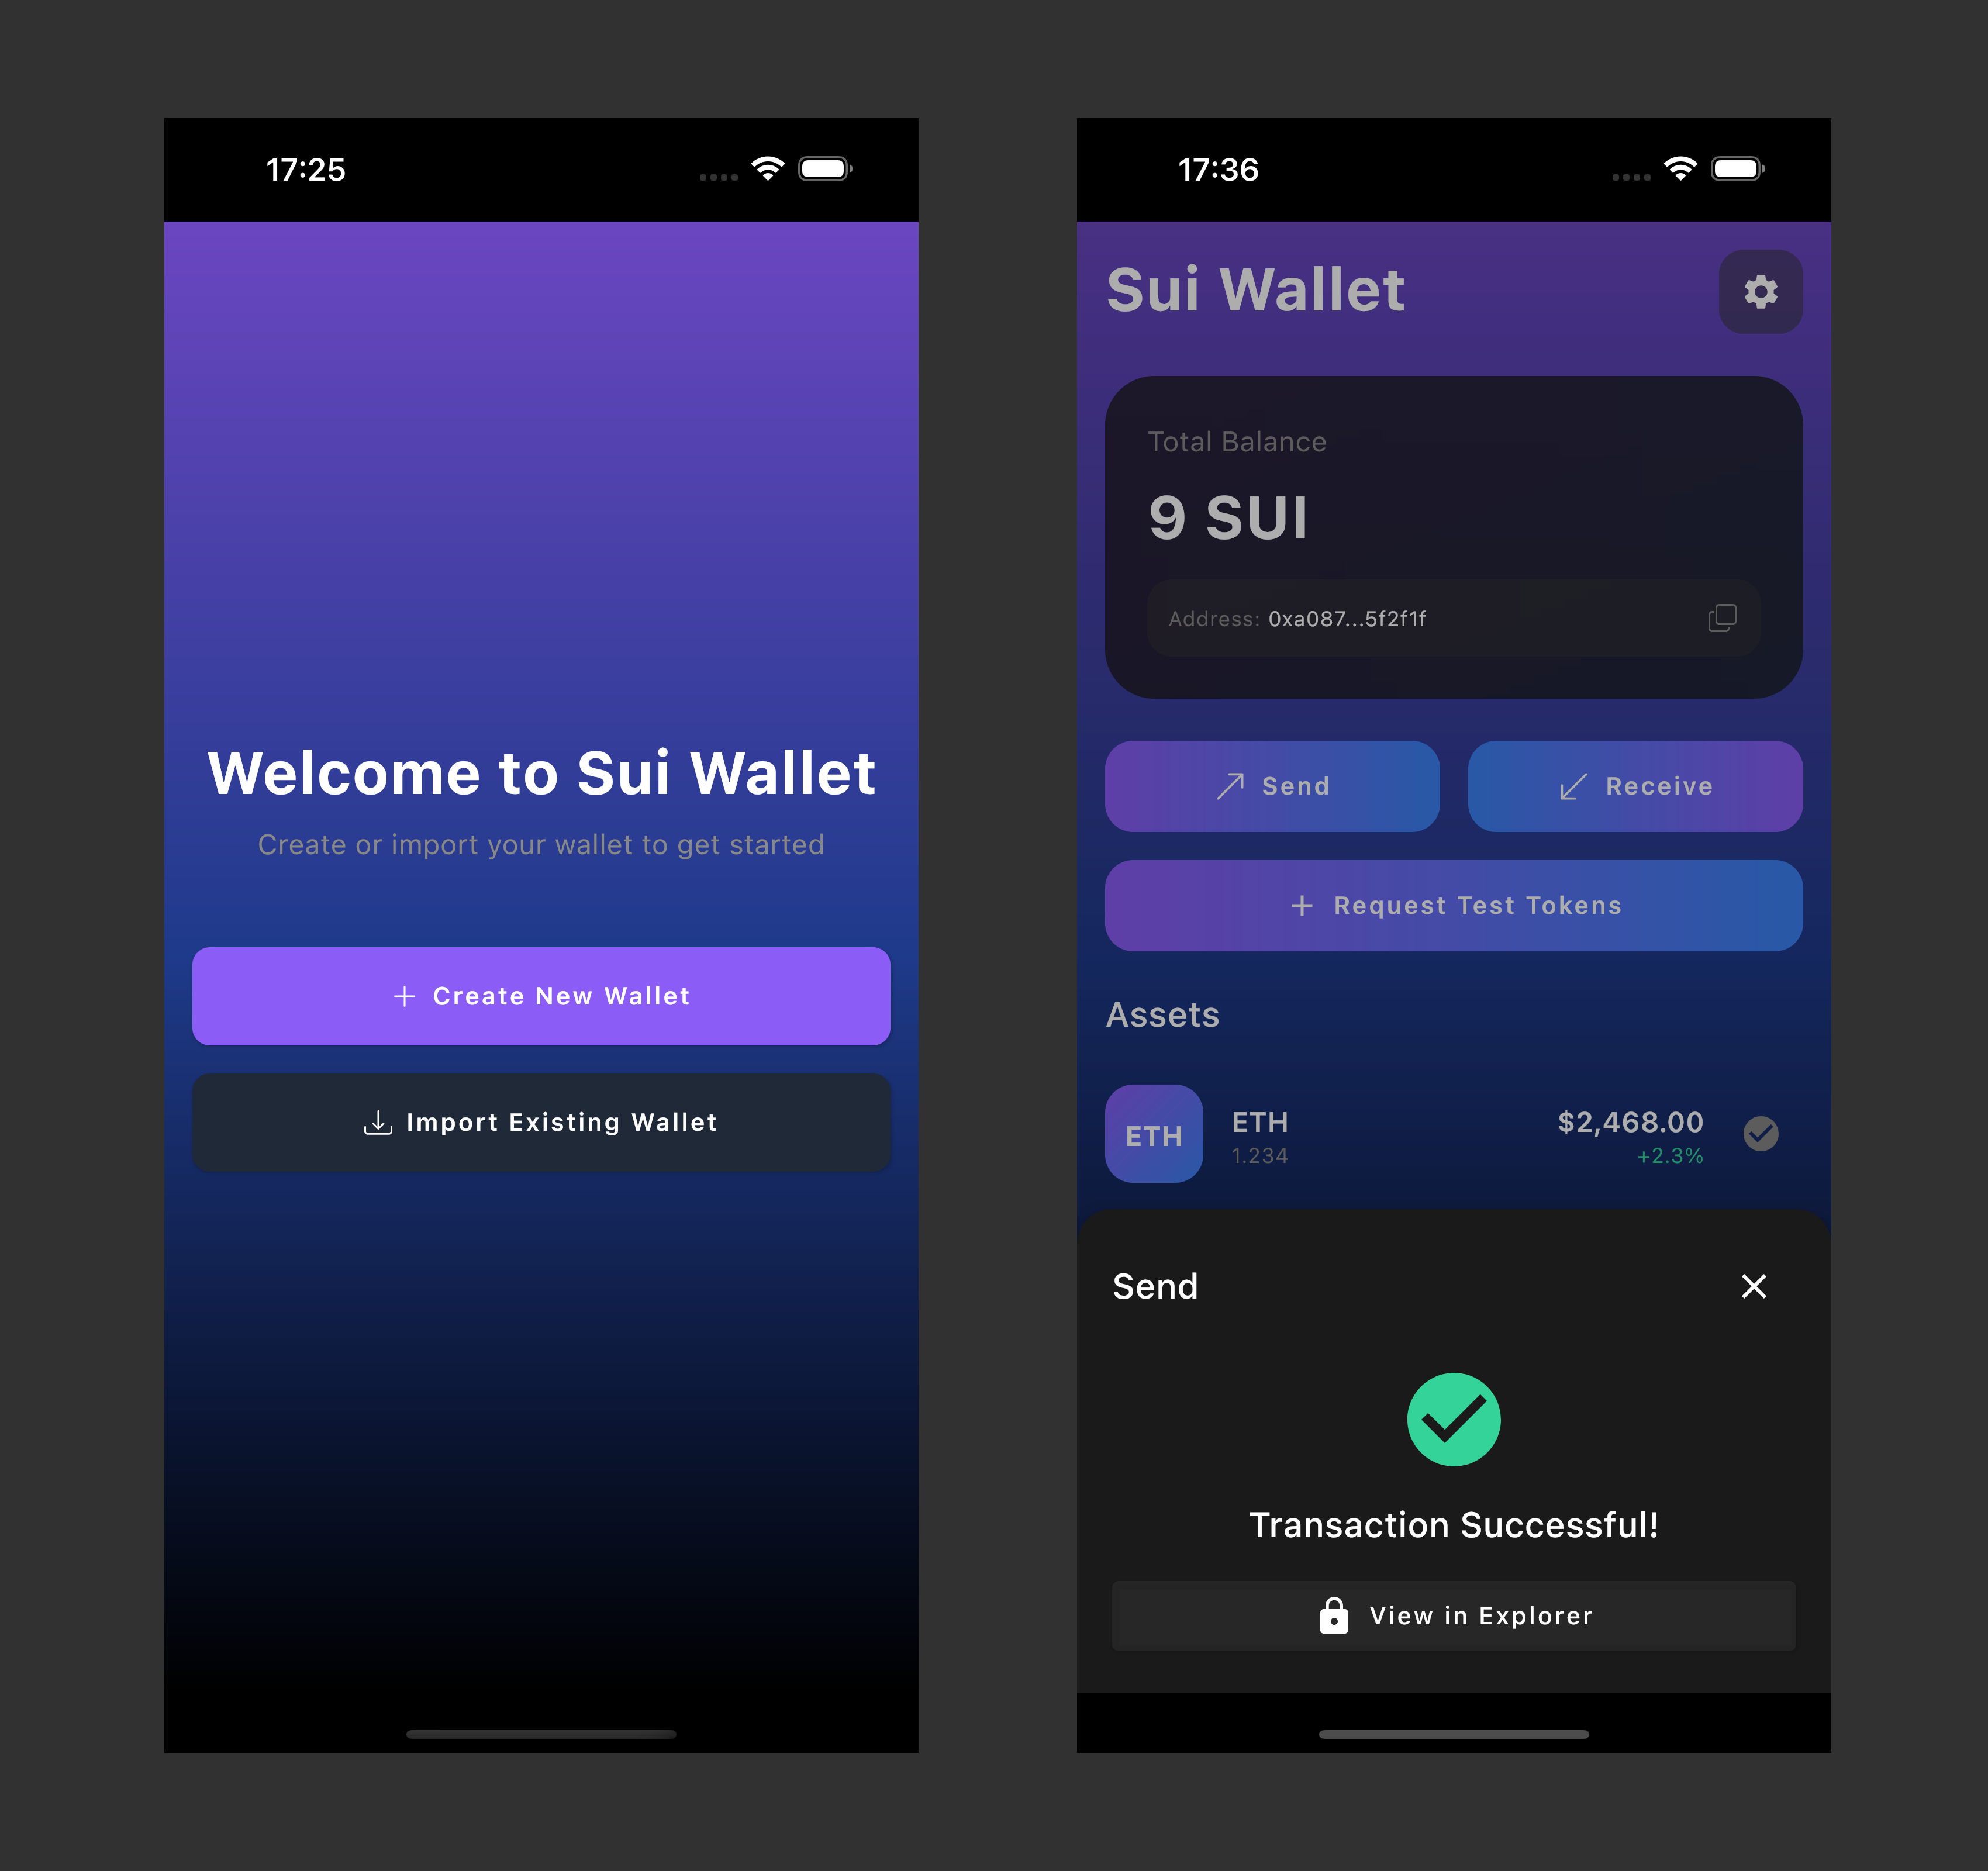 17:25
Welcome to Sui Wallet
Create or import your wallet to get started
Create New Wallet
Import Existing Wallet
17:36
Sui Wallet
Total Balance
9 SUI
Address: 0xa087...5f2f1f
Send
Receive
Request Test Tokens
Assets
ETH
ETH
$2,468.00
1.234
+2.3%
Send
Transaction Successful!
View in Explorer